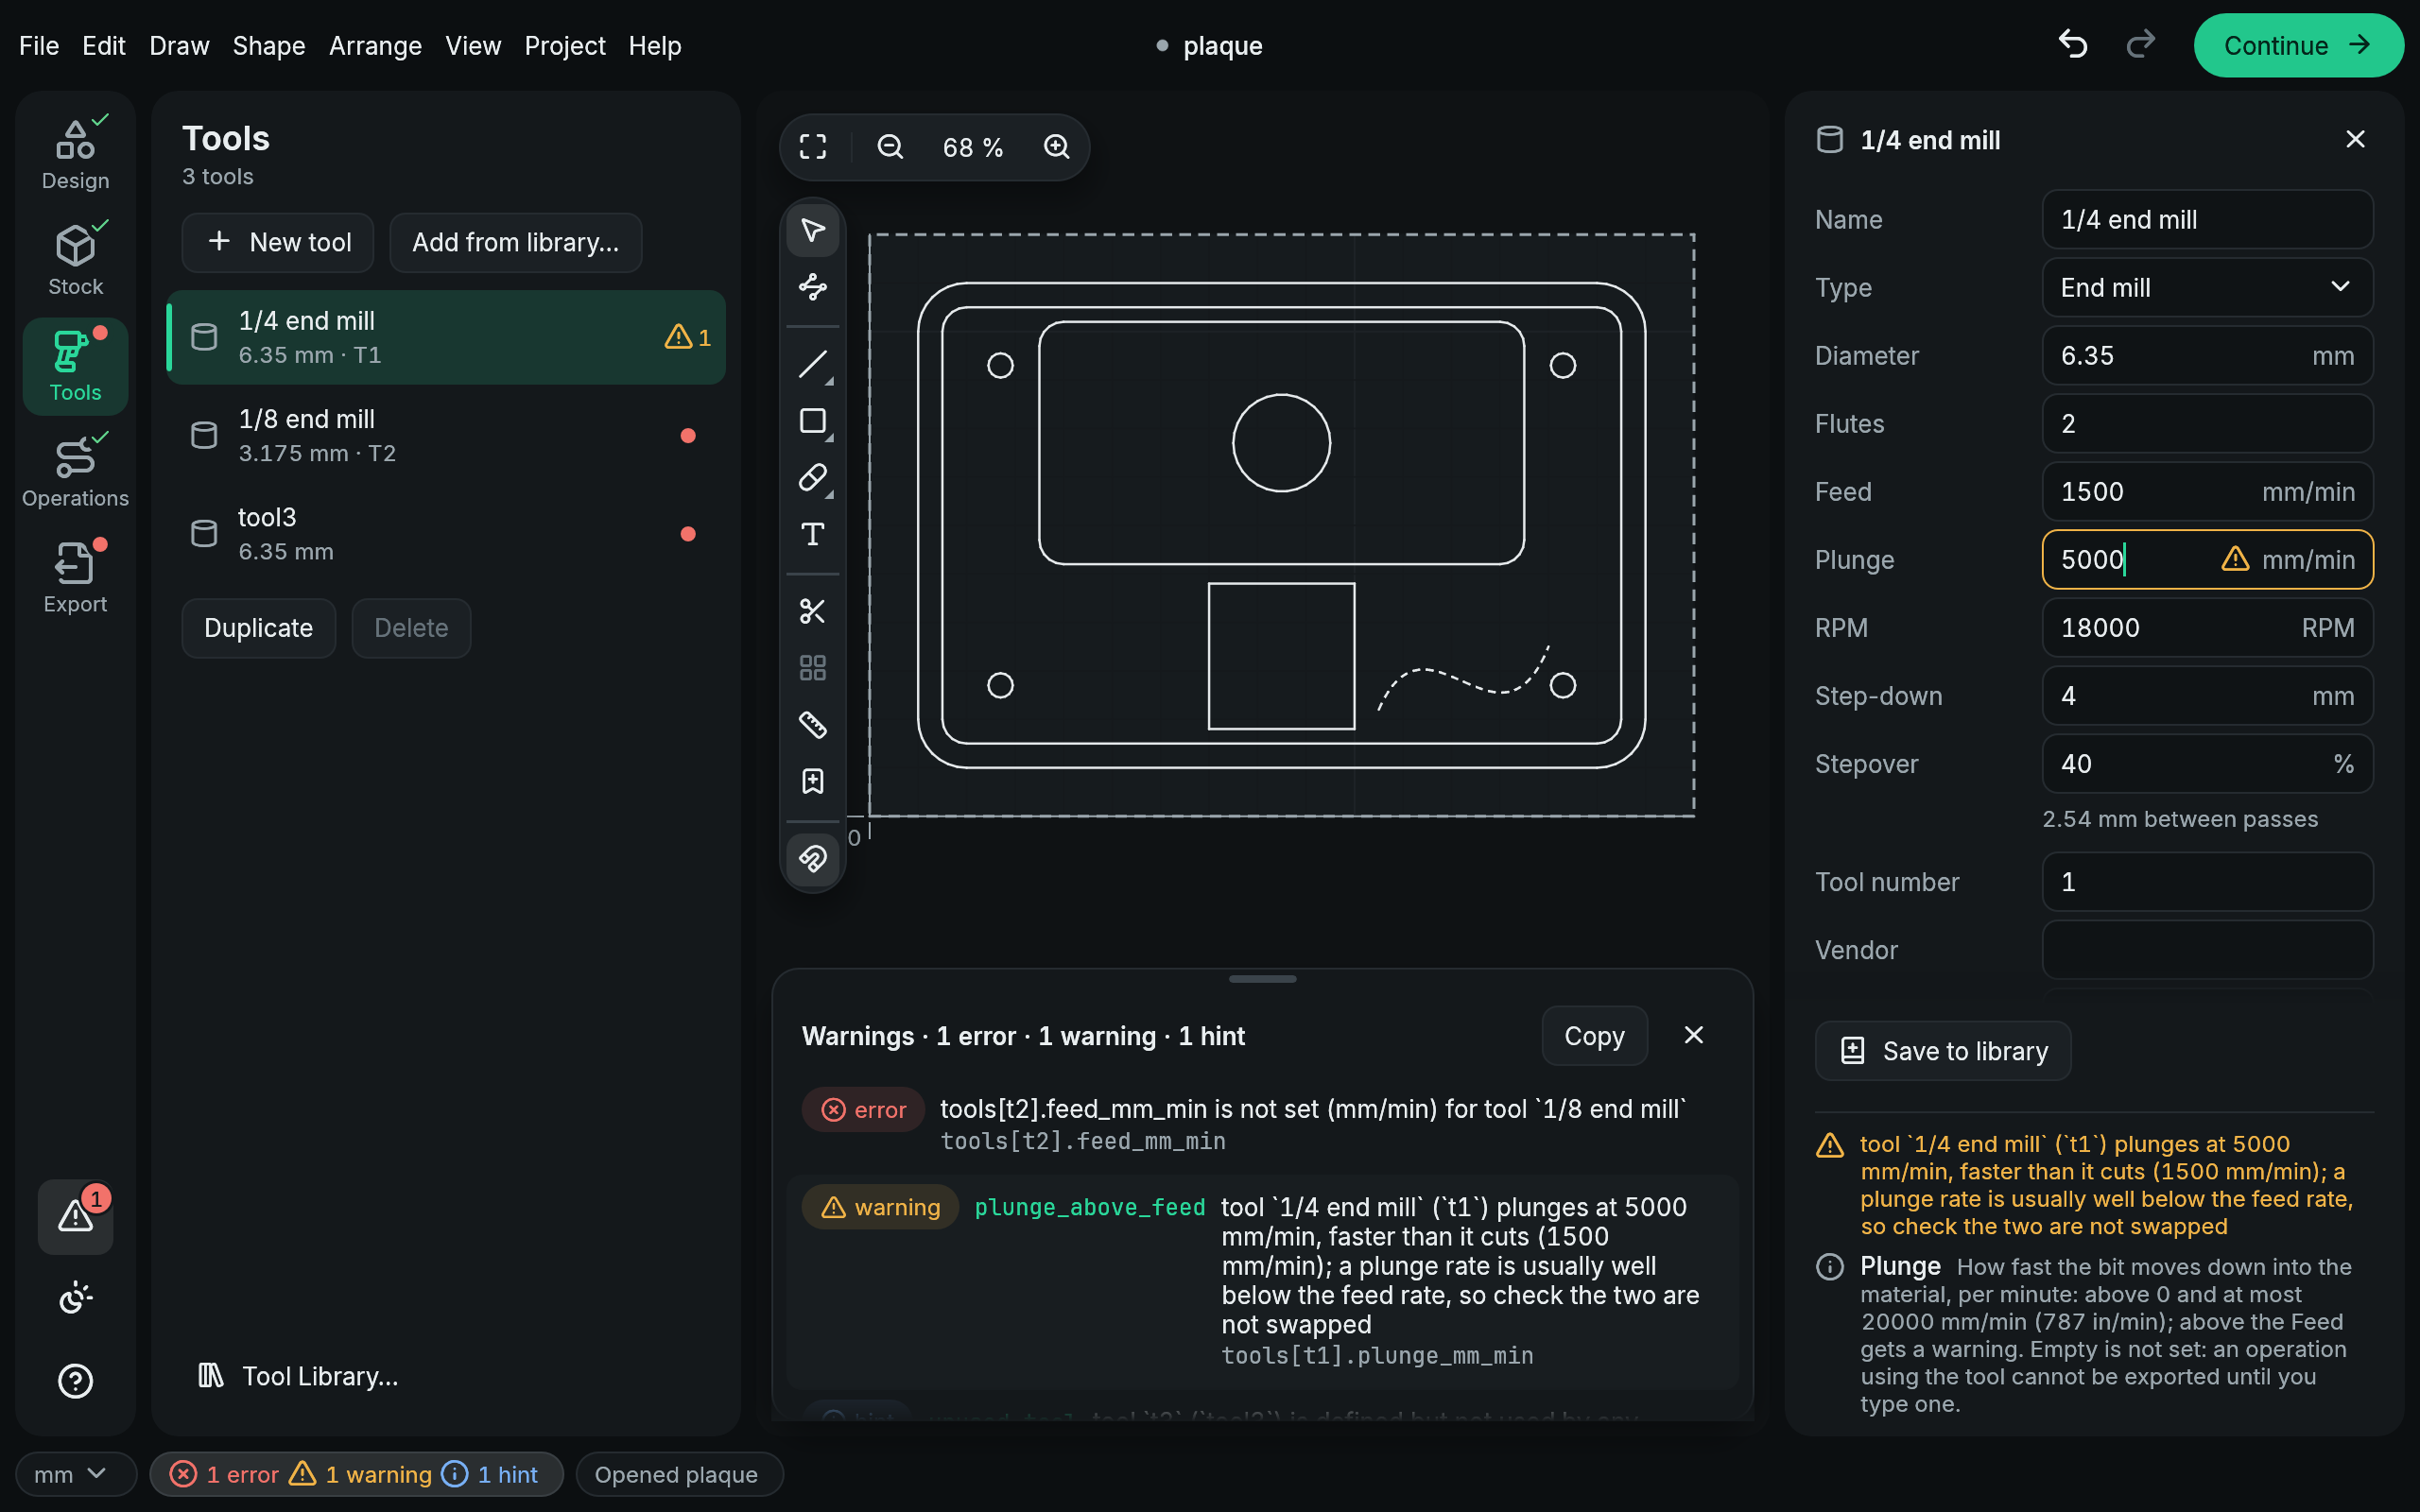 File Edit Draw Shape Arrange View Project Help
plaque
Continue
Design
Stock
Tools
Operations
Export
1
Tools
3 tools
New tool
Add from library...
1/4 end mill
6.35 mm · T1
1
1/8 end mill
3.175 mm · T2
tool3
6.35 mm
Duplicate
Delete
Tool Library...
68 %
0
Warnings · 1 error · 1 warning · 1 hint
Copy
error
tools[t2].feed_mm_min is not set (mm/min) for tool `1/8 end mill`
tools[t2].feed_mm_min
warning
plunge_above_feed
tool `1/4 end mill` (`t1`) plunges at 5000
mm/min, faster than it cuts (1500
mm/min); a plunge rate is usually well
below the feed rate, so check the two are
not swapped
tools[t1].plunge_mm_min
1/4 end mill
Name
1/4 end mill
Type
End mill
Diameter
6.35 mm
Flutes
2
Feed
1500 mm/min
Plunge
5000 mm/min
RPM
18000 RPM
Step-down
4 mm
Stepover
40 %
2.54 mm between passes
Tool number
1
Vendor
Save to library
tool `1/4 end mill` (`t1`) plunges at 5000
mm/min, faster than it cuts (1500 mm/min); a
plunge rate is usually well below the feed rate,
so check the two are not swapped
Plunge How fast the bit moves down into the
material, per minute: above 0 and at most
20000 mm/min (787 in/min); above the Feed
gets a warning. Empty is not set: an operation
using the tool cannot be exported until you
type one.
mm
1 error 1 warning 1 hint
Opened plaque